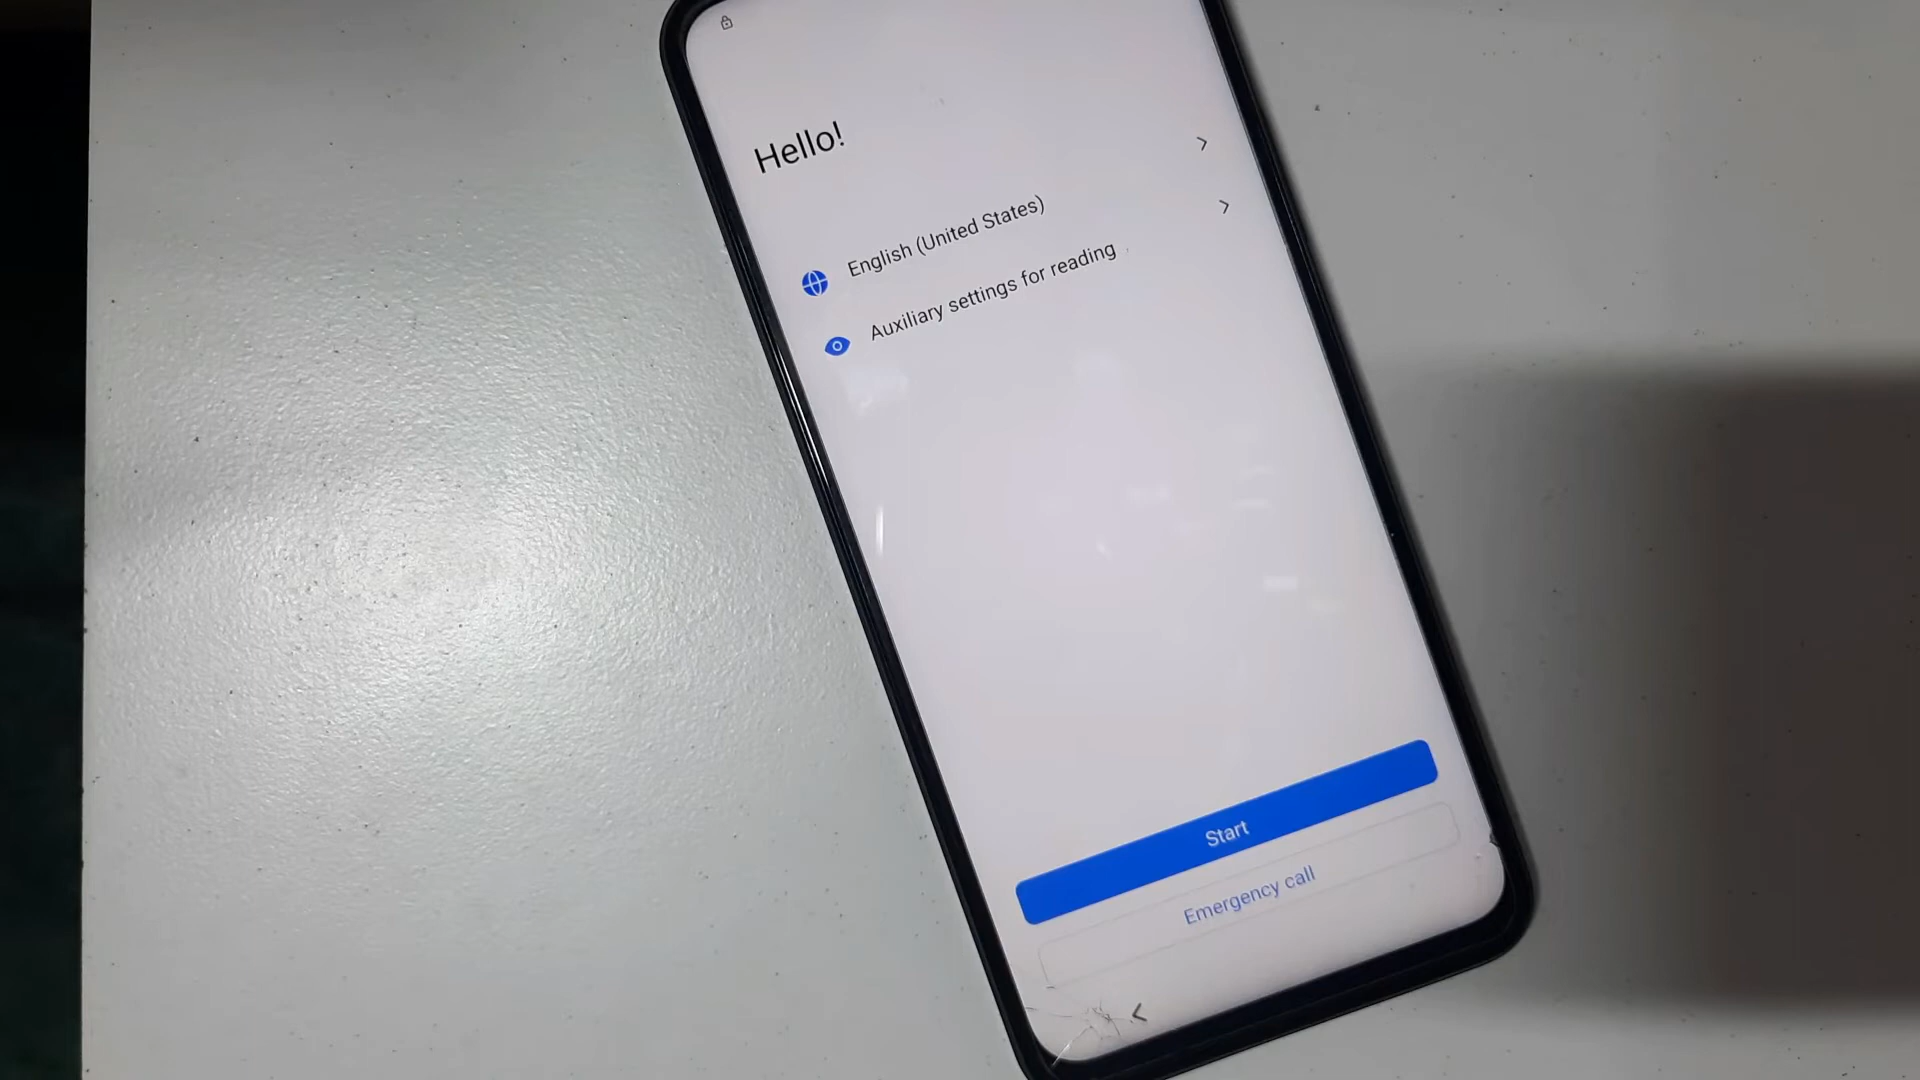 Hello!
English (United States)
Auxiliary settings for reading
Start
Emergency call